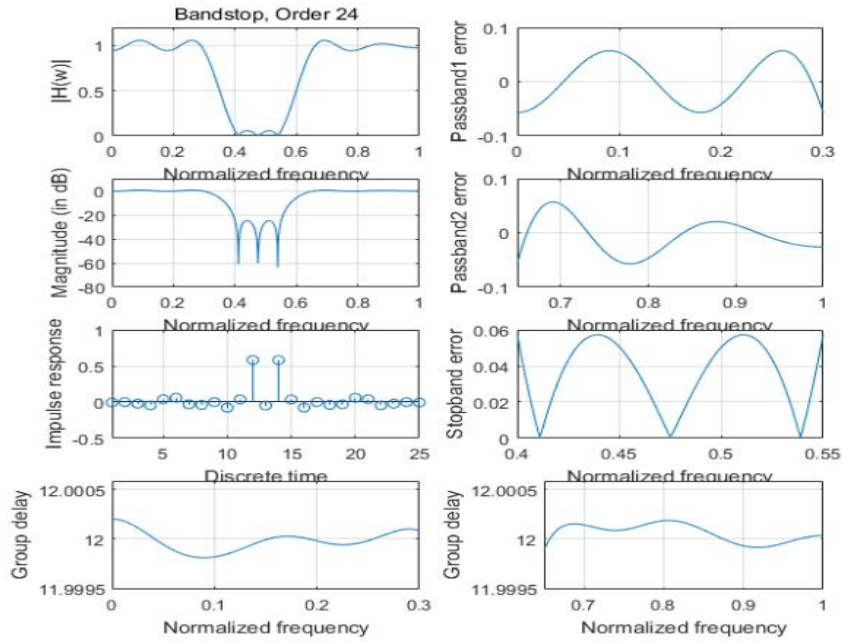 Bandstop, Order 24
|H(w)|
1
0.5
0
0 0.2 0.4 0.6 0.8 1
Normalized frequency
Passband1 error
0.1
0
-0.1
0 0.1 0.2 0.3
Normalized frequency
Magnitude (in dB)
0
-20
-40
-60
-80
0 0.2 0.4 0.6 0.8 1
Normalized frequency
Passband2 error
0.1
0
-0.1
0.7 0.8 0.9 1
Normalized frequency
Impulse response
1
0.5
0
-0.5
5 10 15 20 25
Discrete time
Stopband error
0.06
0.04
0.02
0
0.4 0.45 0.5 0.55
Normalized frequency
Group delay
12.0005
12
11.9995
0 0.1 0.2 0.3
Normalized frequency
Group delay
12.0005
12
11.9995
0.7 0.8 0.9 1
Normalized frequency